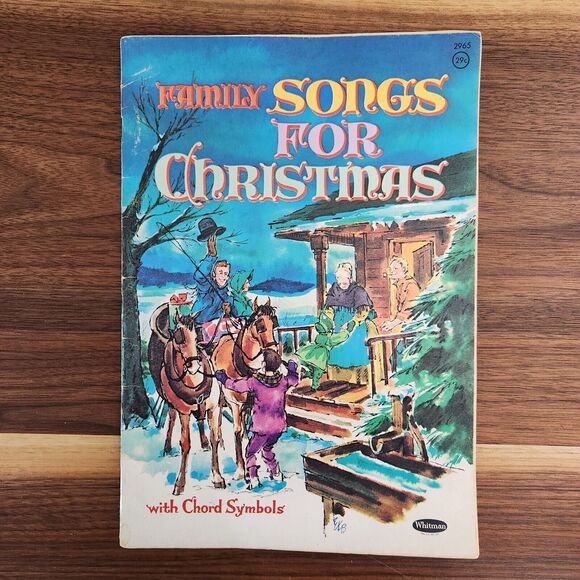 2965
29¢
FAMILY SONGS
FOR
CHRISTMAS
with Chord Symbols
Whitman